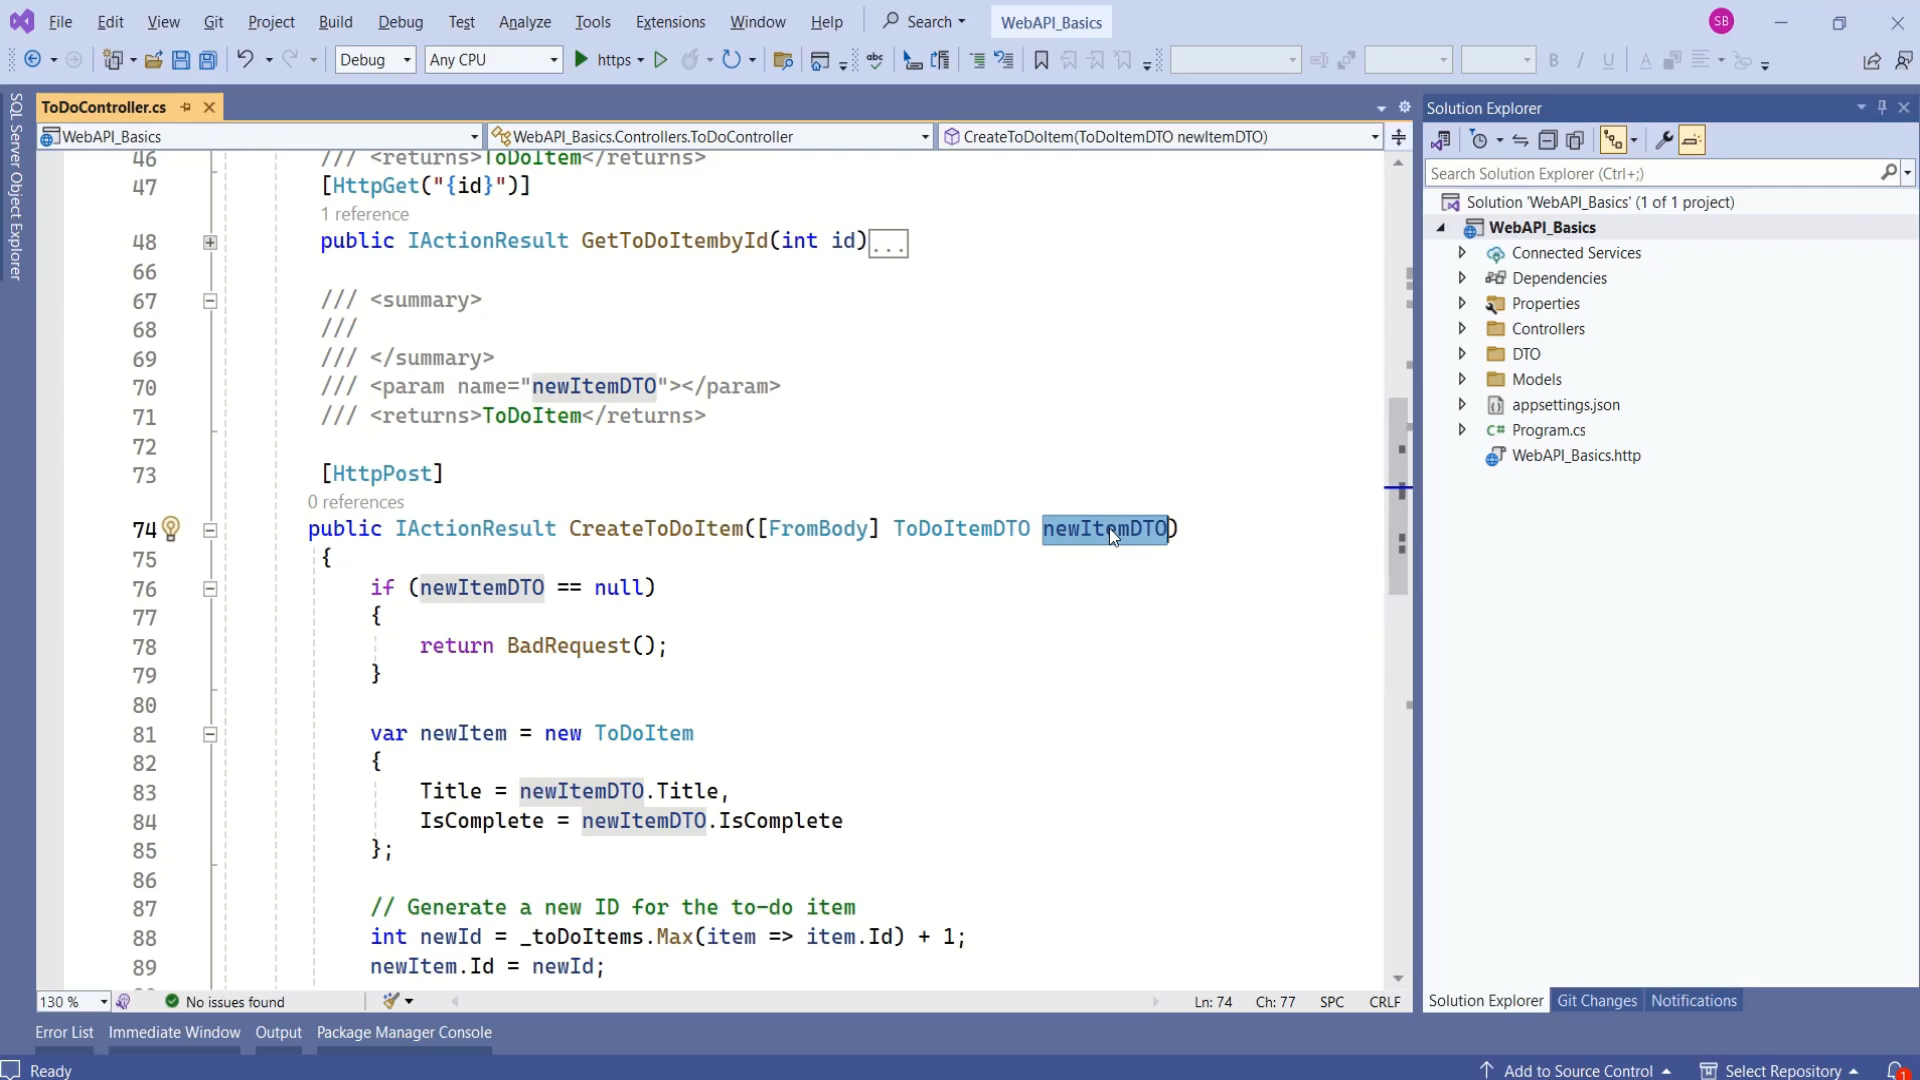 File Edit View Git Project Build Debug Test Analyze Tools Extensions Window Help Search WebAPI_Basics SB
Debug Any CPU https
SQL Server Object Explorer
ToDoController.cs
WebAPI_Basics WebAPI_Basics.Controllers.ToDoController CreateToDoItem(ToDoItemDTO newItemDTO)
46 /// <returns>ToDoItem</returns>
47 [HttpGet("{id}")]
1 reference
48 public IActionResult GetToDoItembyId(int id)...
66
67 /// <summary>
68 ///
69 /// </summary>
70 /// <param name="newItemDTO"></param>
71 /// <returns>ToDoItem</returns>
72
73 [HttpPost]
0 references
74 public IActionResult CreateToDoItem([FromBody] ToDoItemDTO newItemDTO)
75 {
76 if (newItemDTO == null)
77 {
78 return BadRequest();
79 }
80
81 var newItem = new ToDoItem
82 {
83 Title = newItemDTO.Title,
84 IsComplete = newItemDTO.IsComplete
85 };
86
87 // Generate a new ID for the to-do item
88 int newId = _toDoItems.Max(item => item.Id) + 1;
89 newItem.Id = newId;
130 % No issues found Ln: 74 Ch: 77 SPC CRLF
Solution Explorer
Search Solution Explorer (Ctrl+;)
Solution 'WebAPI_Basics' (1 of 1 project)
WebAPI_Basics
Connected Services
Dependencies
Properties
Controllers
DTO
Models
appsettings.json
C# Program.cs
WebAPI_Basics.http
Solution Explorer Git Changes Notifications
Error List Immediate Window Output Package Manager Console
Ready Add to Source Control Select Repository 1